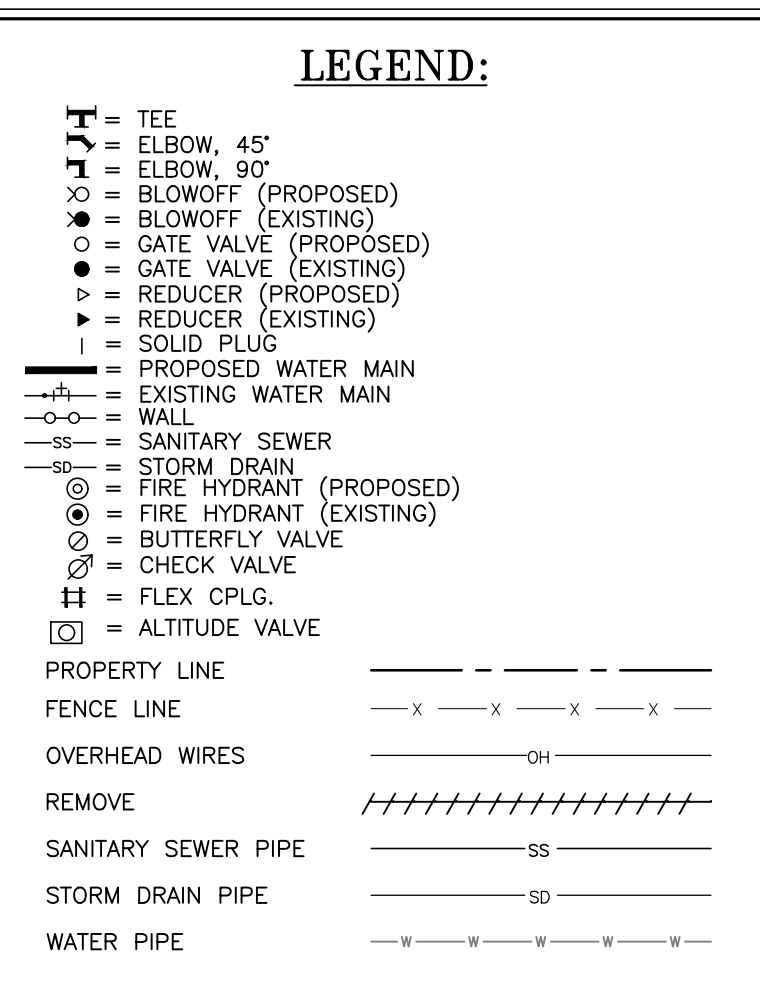 LEGEND:
= TEE
= ELBOW, 45°
= ELBOW, 90°
= BLOWOFF (PROPOSED)
= BLOWOFF (EXISTING)
= GATE VALVE (PROPOSED)
= GATE VALVE (EXISTING)
= REDUCER (PROPOSED)
= REDUCER (EXISTING)
= SOLID PLUG
= PROPOSED WATER MAIN
= EXISTING WATER MAIN
= WALL
SS = SANITARY SEWER
SD = STORM DRAIN
= FIRE HYDRANT (PROPOSED)
= FIRE HYDRANT (EXISTING)
= BUTTERFLY VALVE
= CHECK VALVE
= FLEX CPLG.
= ALTITUDE VALVE
PROPERTY LINE
FENCE LINE X X X X
OVERHEAD WIRES OH
REMOVE
SANITARY SEWER PIPE SS
STORM DRAIN PIPE SD
WATER PIPE W W W W W